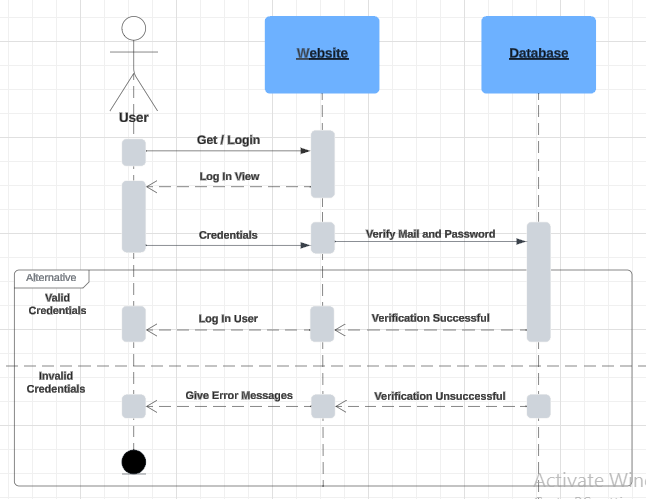 Website
Database
User
Get / Login
Log In View
Credentials
Verify Mail and Password
Alternative
Valid
Credentials
Log In User
Verification Successful
Invalid
Credentials
Give Error Messages
Verification Unsuccessful
Activate Win